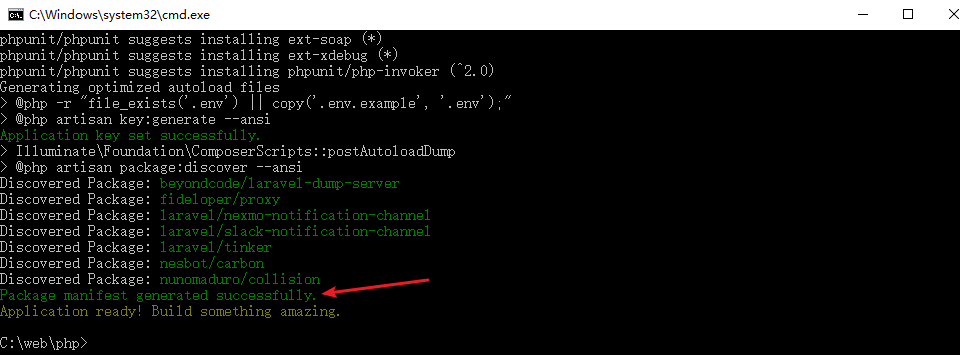 C:\Windows\system32\cmd.exe
phpunit/phpunit suggests installing ext-soap (*)
phpunit/phpunit suggests installing ext-xdebug (*)
phpunit/phpunit suggests installing phpunit/php-invoker (^2.0)
Generating optimized autoload files
> @php -r "file_exists('.env') || copy('.env.example', '.env');"
> @php artisan key:generate --ansi
Application key set successfully.
> Illuminate\Foundation\ComposerScripts::postAutoloadDump
> @php artisan package:discover --ansi
Discovered Package: beyondcode/laravel-dump-server
Discovered Package: fideloper/proxy
Discovered Package: laravel/nexmo-notification-channel
Discovered Package: laravel/slack-notification-channel
Discovered Package: laravel/tinker
Discovered Package: nesbot/carbon
Discovered Package: nunomaduro/collision
Package manifest generated successfully.
Application ready! Build something amazing.
C:\web\php>